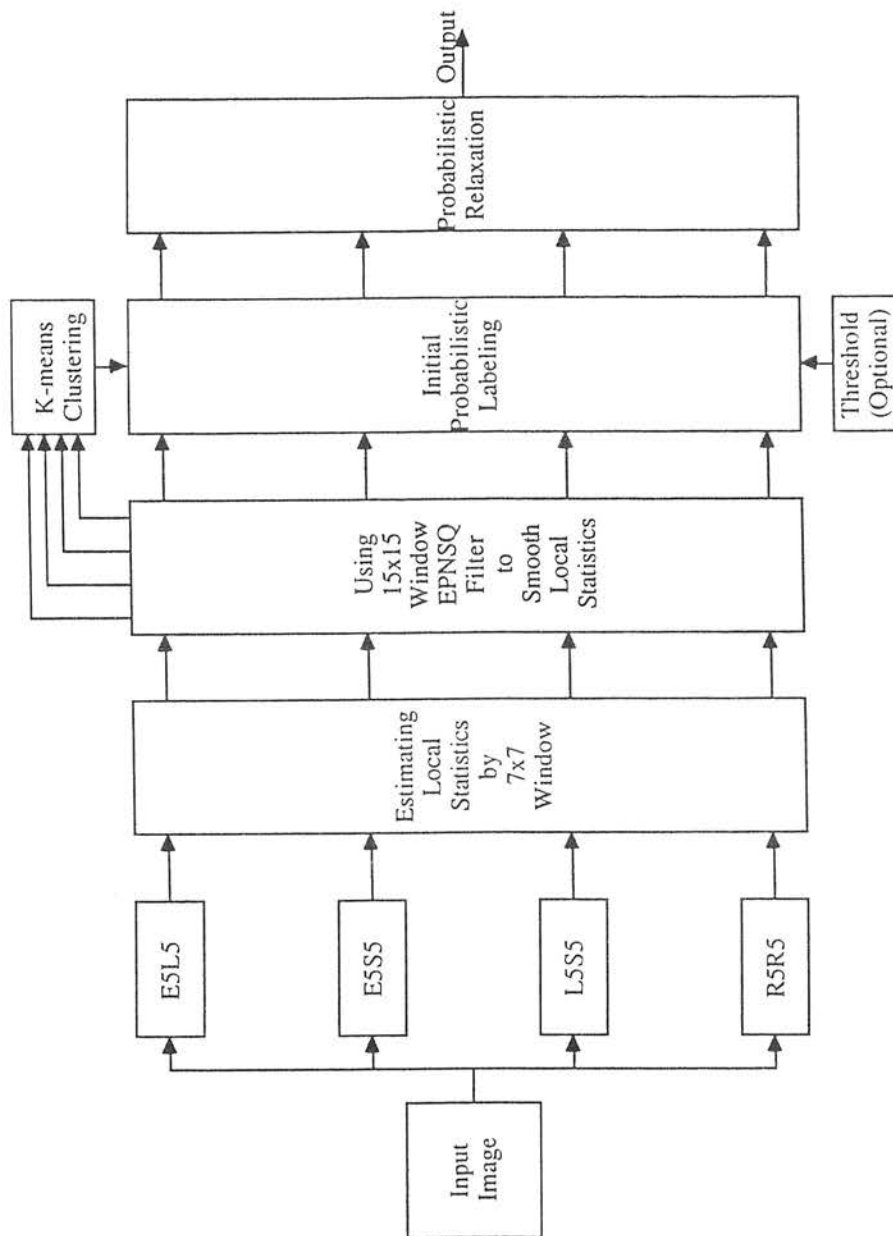 Input
Image
E5L5
E5S5
L5S5
R5R5
Estimating
Local
Statistics
by
7x7
Window
Using
15x15
Window
EPNSQ
Filter
to
Smooth
Local
Statistics
K-means
Clustering
Initial
Probabilistic
Labeling
Threshold
(Optional)
Probabilistic
Relaxation
Output